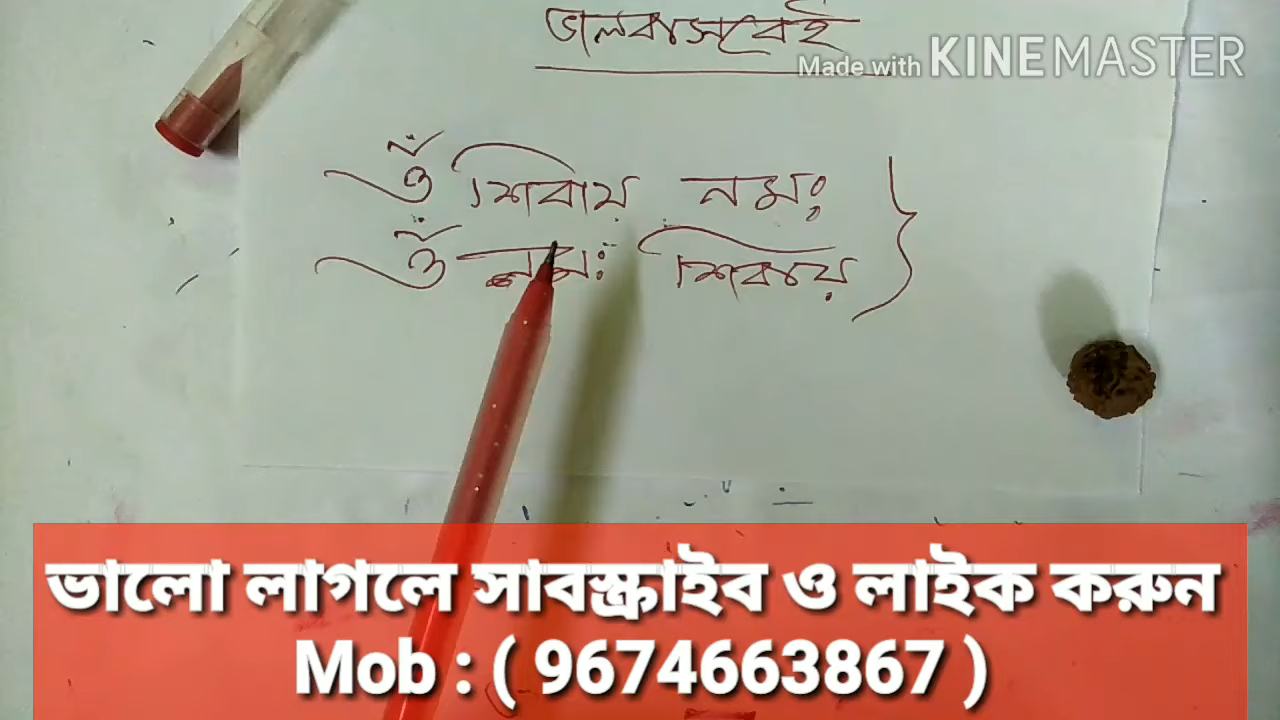 ভালবাসবেই
Made with KINEMASTER
ওঁ শিবায় নমঃ
ওঁ নমঃ শিবায়
ভালো লাগলে সাবস্ক্রাইব ও লাইক করুন
Mob : ( 9674663867 )